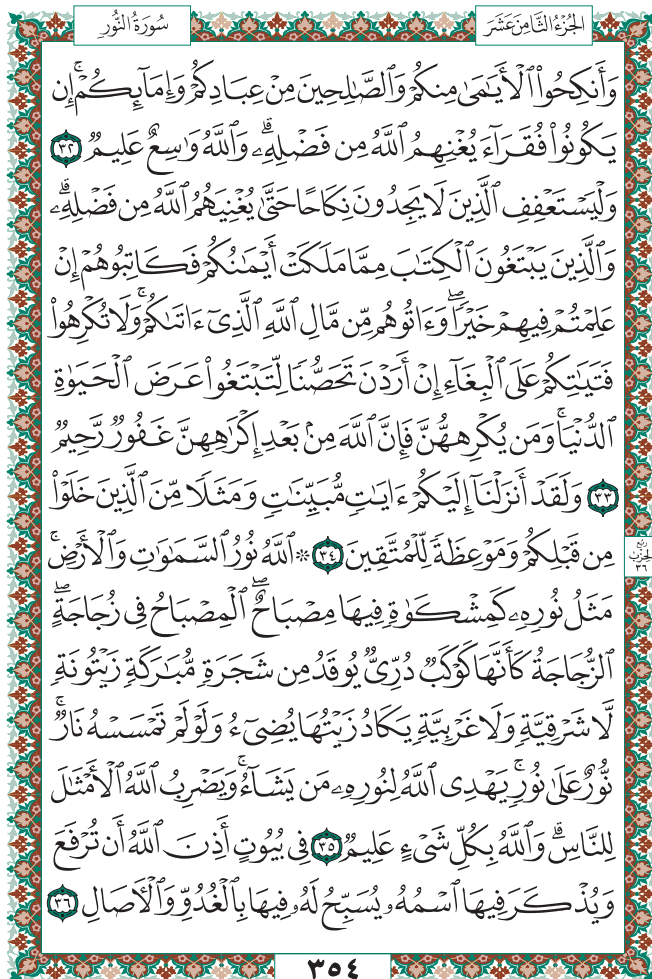 سُورَةُ النُّورِ
الجُزْءُ الثَّامِنَ عَشَرَ
وَأَنكِحُوا۟ ٱلْأَيَٰمَىٰ مِنكُمْ وَٱلصَّٰلِحِينَ مِنْ عِبَادِكُمْ وَإِمَآئِكُمْ ۚ إِن
يَكُونُوا۟ فُقَرَآءَ يُغْنِهِمُ ٱللَّهُ مِن فَضْلِهِۦ ۗ وَٱللَّهُ وَٰسِعٌ عَلِيمٌ ٣٢
وَلْيَسْتَعْفِفِ ٱلَّذِينَ لَا يَجِدُونَ نِكَاحًا حَتَّىٰ يُغْنِيَهُمُ ٱللَّهُ مِن فَضْلِهِۦ ۗ
وَٱلَّذِينَ يَبْتَغُونَ ٱلْكِتَٰبَ مِمَّا مَلَكَتْ أَيْمَٰنُكُمْ فَكَاتِبُوهُمْ إِنْ
عَلِمْتُمْ فِيهِمْ خَيْرًا ۖ وَءَاتُوهُم مِّن مَّالِ ٱللَّهِ ٱلَّذِىٓ ءَاتَىٰكُمْ ۚ وَلَا تُكْرِهُوا۟
فَتَيَٰتِكُمْ عَلَى ٱلْبِغَآءِ إِنْ أَرَدْنَ تَحَصُّنًا لِّتَبْتَغُوا۟ عَرَضَ ٱلْحَيَوٰةِ
ٱلدُّنْيَا ۚ وَمَن يُكْرِههُّنَّ فَإِنَّ ٱللَّهَ مِنۢ بَعْدِ إِكْرَٰهِهِنَّ غَفُورٌ رَّحِيمٌ
٣٣ وَلَقَدْ أَنزَلْنَآ إِلَيْكُمْ ءَايَٰتٍ مُّبَيِّنَٰتٍ وَمَثَلًا مِّنَ ٱلَّذِينَ خَلَوْا۟
مِن قَبْلِكُمْ وَمَوْعِظَةً لِّلْمُتَّقِينَ ٣٤ ۞ ٱللَّهُ نُورُ ٱلسَّمَٰوَٰتِ وَٱلْأَرْضِ ۚ
ربع الحزب ٣٦
مَثَلُ نُورِهِۦ كَمِشْكَوٰةٍ فِيهَا مِصْبَاحٌ ۖ ٱلْمِصْبَاحُ فِى زُجَاجَةٍ ۖ
ٱلزُّجَاجَةُ كَأَنَّهَا كَوْكَبٌ دُرِّىٌّ يُوقَدُ مِن شَجَرَةٍ مُّبَٰرَكَةٍ زَيْتُونَةٍ
لَّا شَرْقِيَّةٍ وَلَا غَرْبِيَّةٍ يَكَادُ زَيْتُهَا يُضِىٓءُ وَلَوْ لَمْ تَمْسَسْهُ نَارٌ ۚ
نُّورٌ عَلَىٰ نُورٍ ۗ يَهْدِى ٱللَّهُ لِنُورِهِۦ مَن يَشَآءُ ۚ وَيَضْرِبُ ٱللَّهُ ٱلْأَمْثَٰلَ
لِلنَّاسِ ۗ وَٱللَّهُ بِكُلِّ شَىْءٍ عَلِيمٌ ٣٥ فِى بُيُوتٍ أَذِنَ ٱللَّهُ أَن تُرْفَعَ
وَيُذْكَرَ فِيهَا ٱسْمُهُۥ يُسَبِّحُ لَهُۥ فِيهَا بِٱلْغُدُوِّ وَٱلْءَاصَالِ ٣٦
٣٥٤